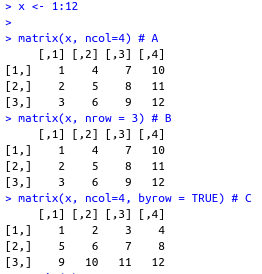 > x <- 1:12
>
> matrix(x, ncol=4) # A
     [,1] [,2] [,3] [,4]
[1,]    1    4    7   10
[2,]    2    5    8   11
[3,]    3    6    9   12
> matrix(x, nrow = 3) # B
     [,1] [,2] [,3] [,4]
[1,]    1    4    7   10
[2,]    2    5    8   11
[3,]    3    6    9   12
> matrix(x, ncol=4, byrow = TRUE) # C
     [,1] [,2] [,3] [,4]
[1,]    1    2    3    4
[2,]    5    6    7    8
[3,]    9   10   11   12